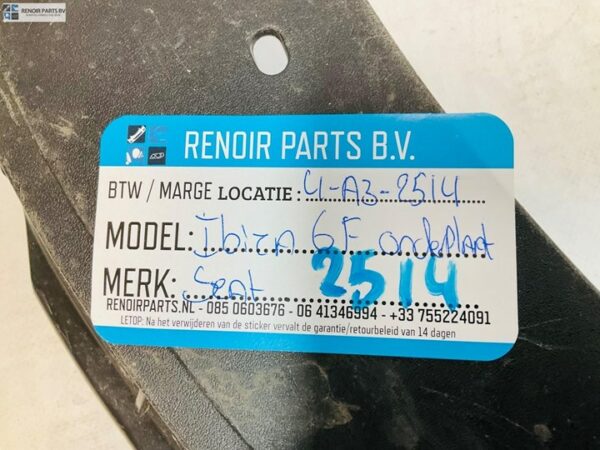 RENOIR PARTS BV
RENOIR PARTS B.V.
BTW / MARGE LOCATIE : 4-A3-2514
MODEL: Ibiza 6F onderplaat
MERK: Seat 2514
RENOIRPARTS.NL - 085 0603676 - 06 41346994 - +33 755224091
LETOP: Na het verwijderen van de sticker vervalt de garantie/retourbeleid van 14 dagen